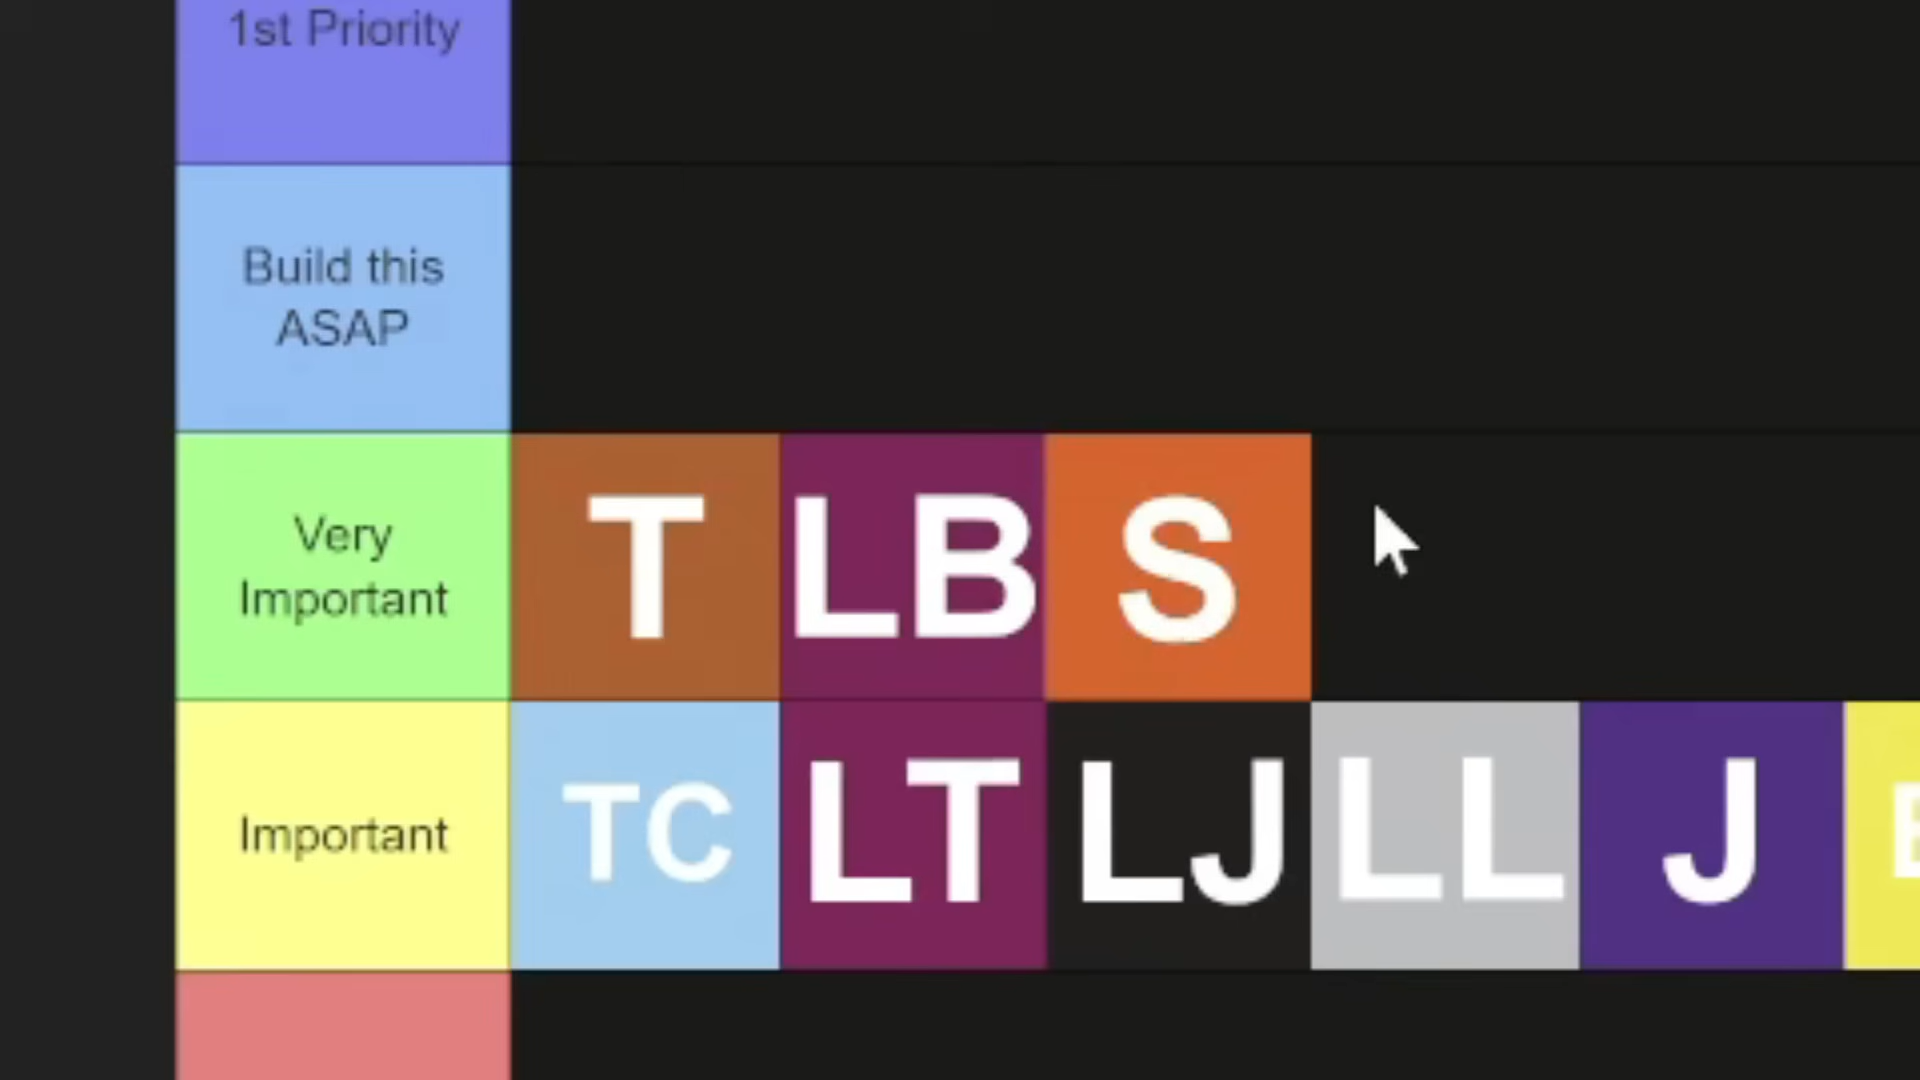 1st Priority
Build this
ASAP
Very
Important
T
LB
S
Important
TC
LT
LJ
LL
J